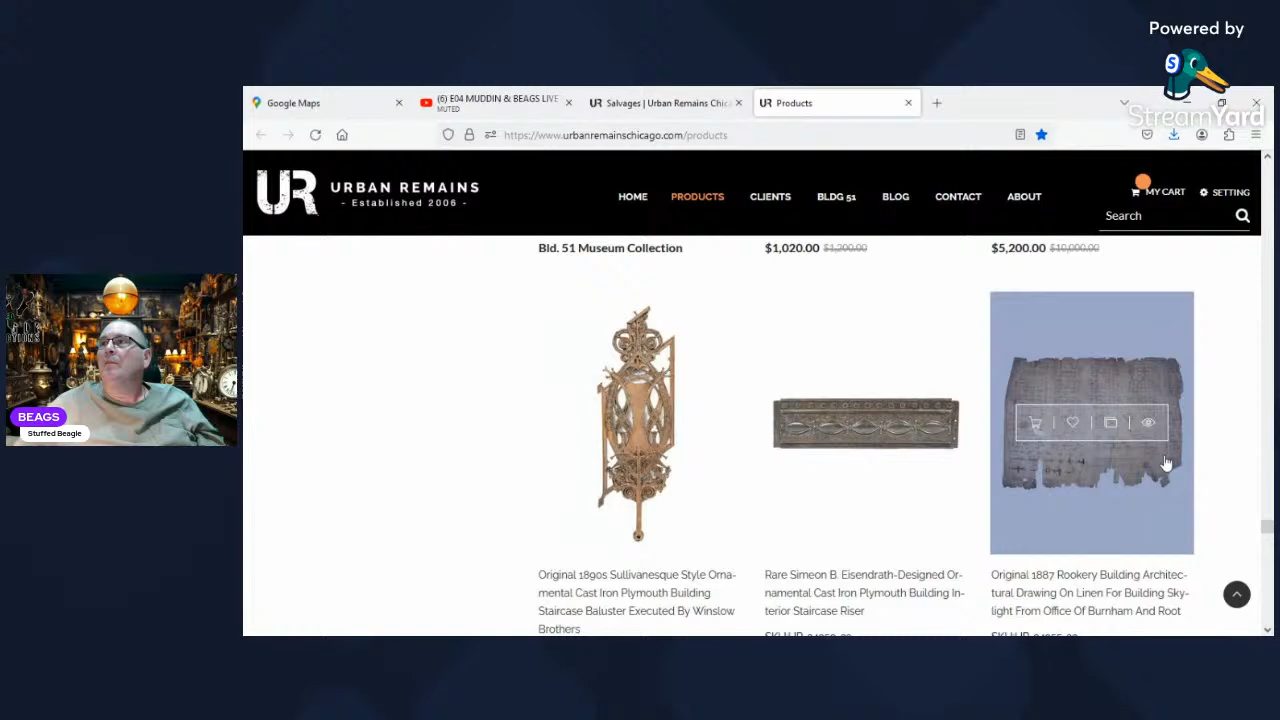 Powered by
StreamYard
Google Maps
(6) E04 MUDDIN & BEAGS LIVE
MUTED
Salvages | Urban Remains Chica
Products
https://www.urbanremainschicago.com/products
UR URBAN REMAINS
- Established 2006 -
HOME PRODUCTS CLIENTS BLDG 51 BLOG CONTACT ABOUT
MY CART SETTING
Search
Bld. 51 Museum Collection
$1,020.00 $1,200.00
$5,200.00 $10,000.00
Original 1890s Sullivanesque Style Orna-
mental Cast Iron Plymouth Building
Staircase Baluster Executed By Winslow
Brothers
Rare Simeon B. Eisendrath-Designed Or-
namental Cast Iron Plymouth Building In-
terior Staircase Riser
Original 1887 Rookery Building Architec-
tural Drawing On Linen For Building Sky-
light From Office Of Burnham And Root
BEAGS
Stuffed Beagle